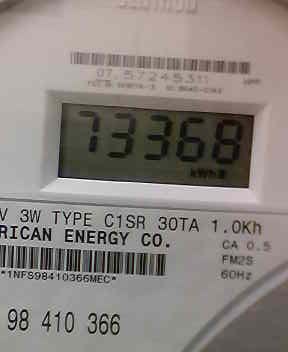 07.57245311
73368
kWh
V 3W TYPE C1SR 30TA 1.0Kh
RICAN ENERGY CO.
CA 0.5
FM2S
60Hz
*1NFS98410366MEC*
98 410 366